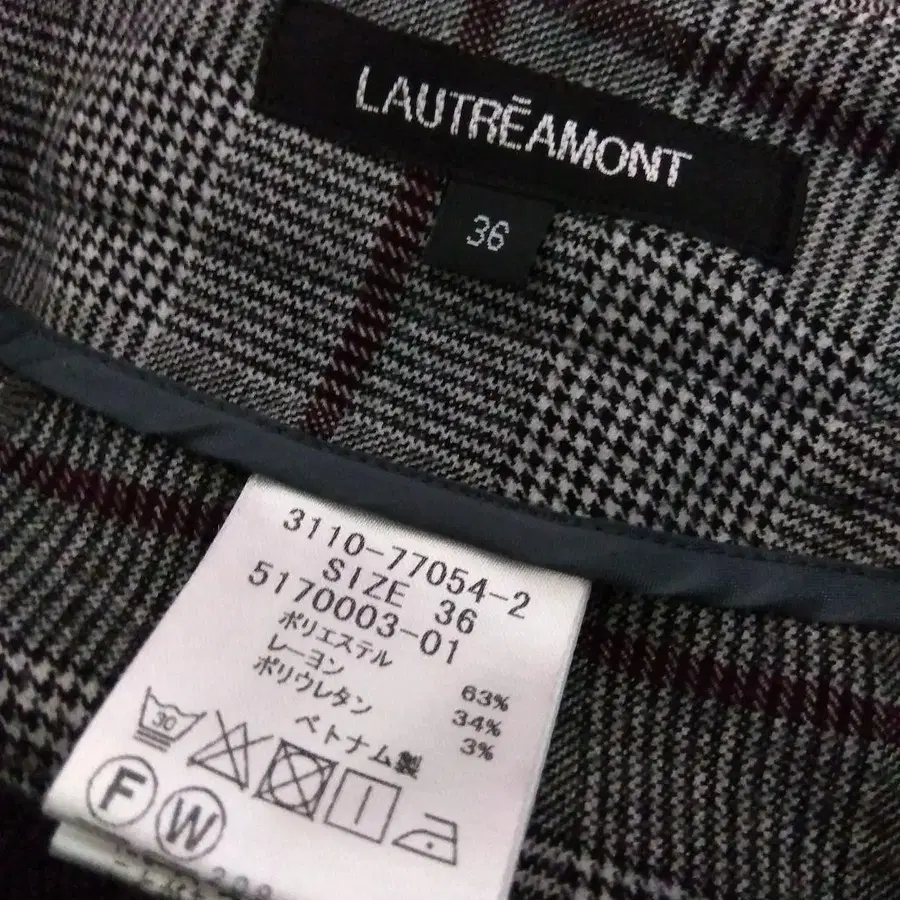 LAUTRĒAMONT
36
3110-77054-2
SIZE 36
5170003-01
ポリエステル 63%
レーヨン 34%
ポリウレタン 3%
ベトナム製
30
F W